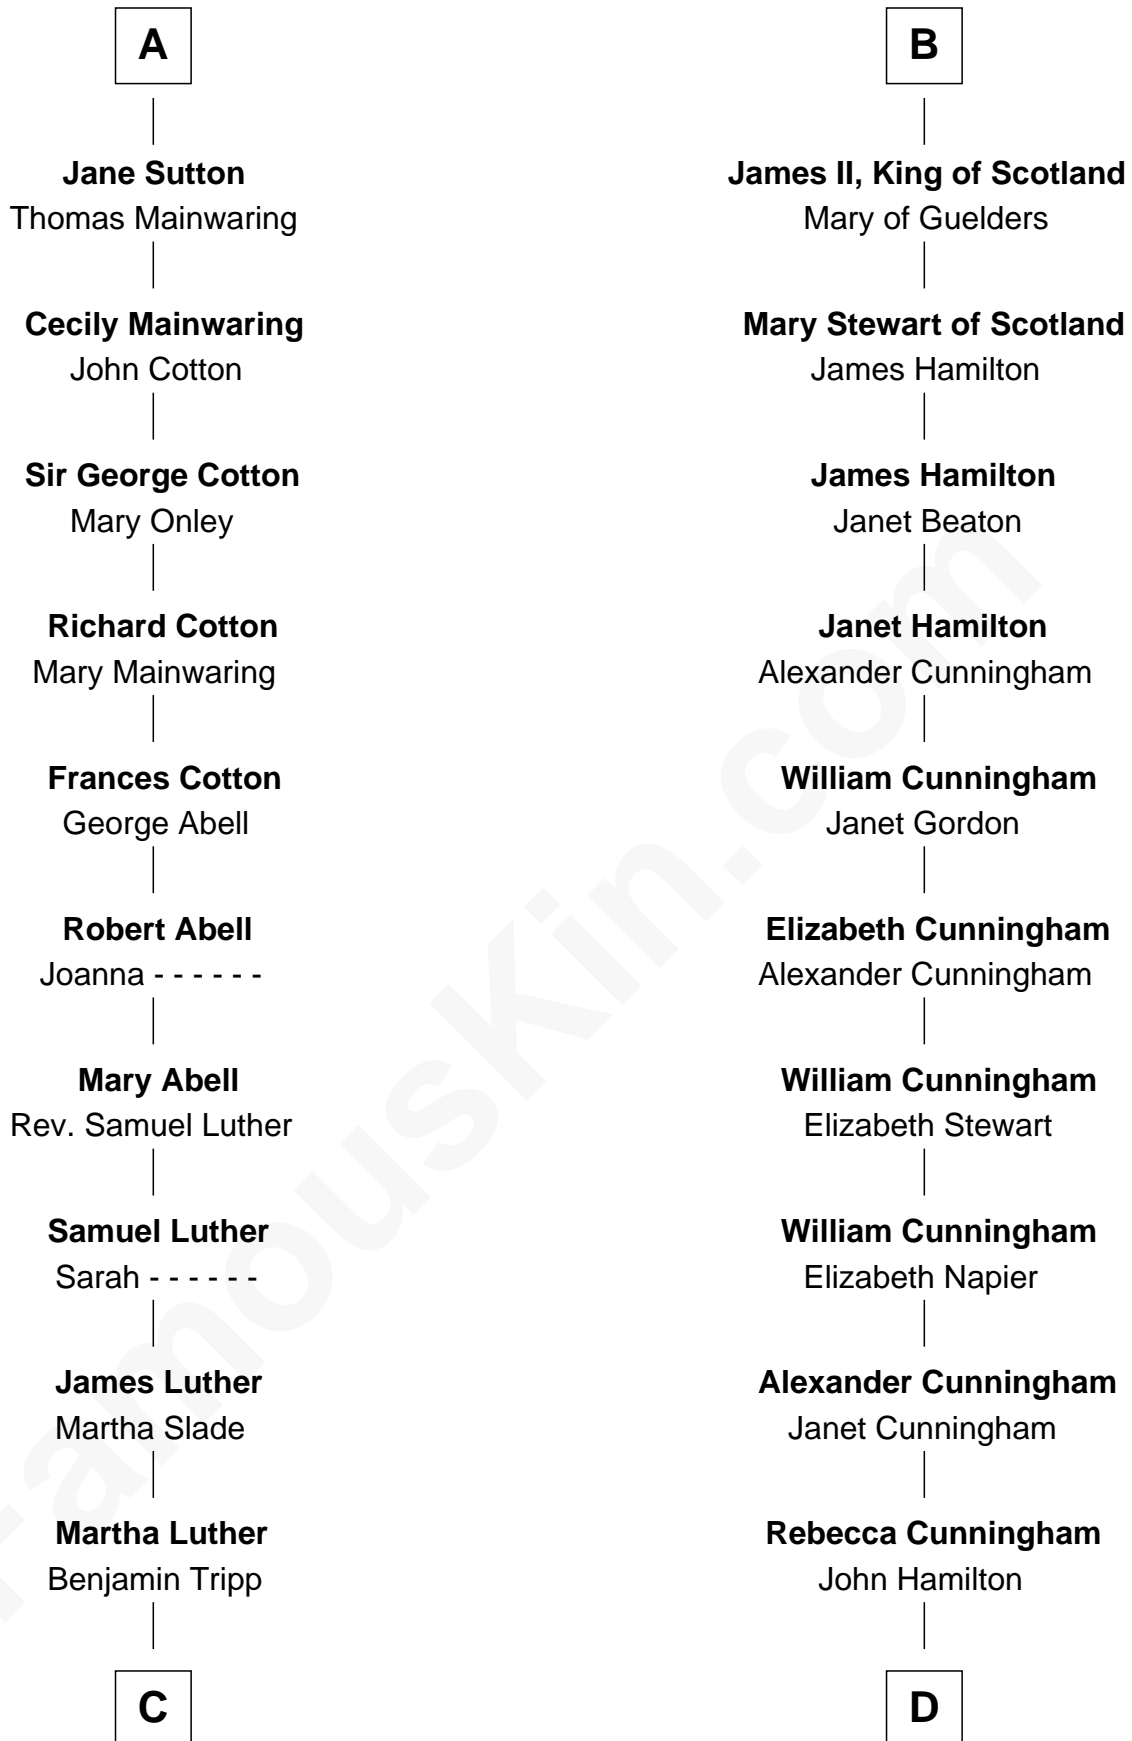 A
Jane Sutton
Thomas Mainwaring
Cecily Mainwaring
John Cotton
Sir George Cotton
Mary Onley
Richard Cotton
Mary Mainwaring
Frances Cotton
George Abell
Robert Abell
Joanna - - - - - -
Mary Abell
Rev. Samuel Luther
Samuel Luther
Sarah - - - - - -
James Luther
Martha Slade
Martha Luther
Benjamin Tripp
C
B
James II, King of Scotland
Mary of Guelders
Mary Stewart of Scotland
James Hamilton
James Hamilton
Janet Beaton
Janet Hamilton
Alexander Cunningham
William Cunningham
Janet Gordon
Elizabeth Cunningham
Alexander Cunningham
William Cunningham
Elizabeth Stewart
William Cunningham
Elizabeth Napier
Alexander Cunningham
Janet Cunningham
Rebecca Cunningham
John Hamilton
D
FamousKin.com